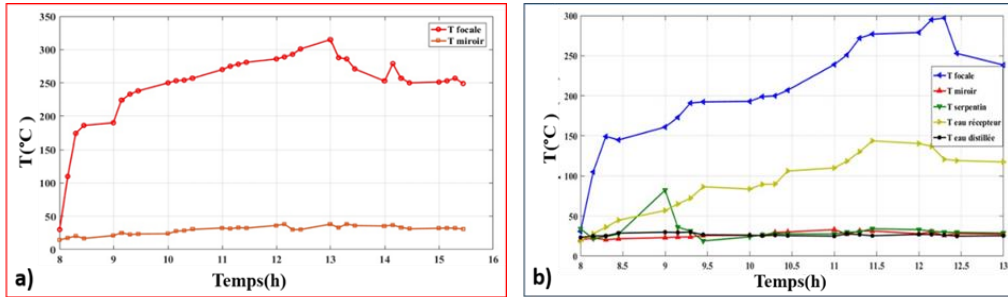 T focale
T miroir
T(°C)
350
300
250
200
150
100
50
0
8 9 10 11 12 13 14 15 16
Temps(h)
a)
T focale
T miroir
T serpentin
T eau récepteur
T eau distillée
T(°C)
300
250
200
150
100
50
0
8 8.5 9 9.5 10 10.5 11 11.5 12 12.5 13
Temps(h)
b)